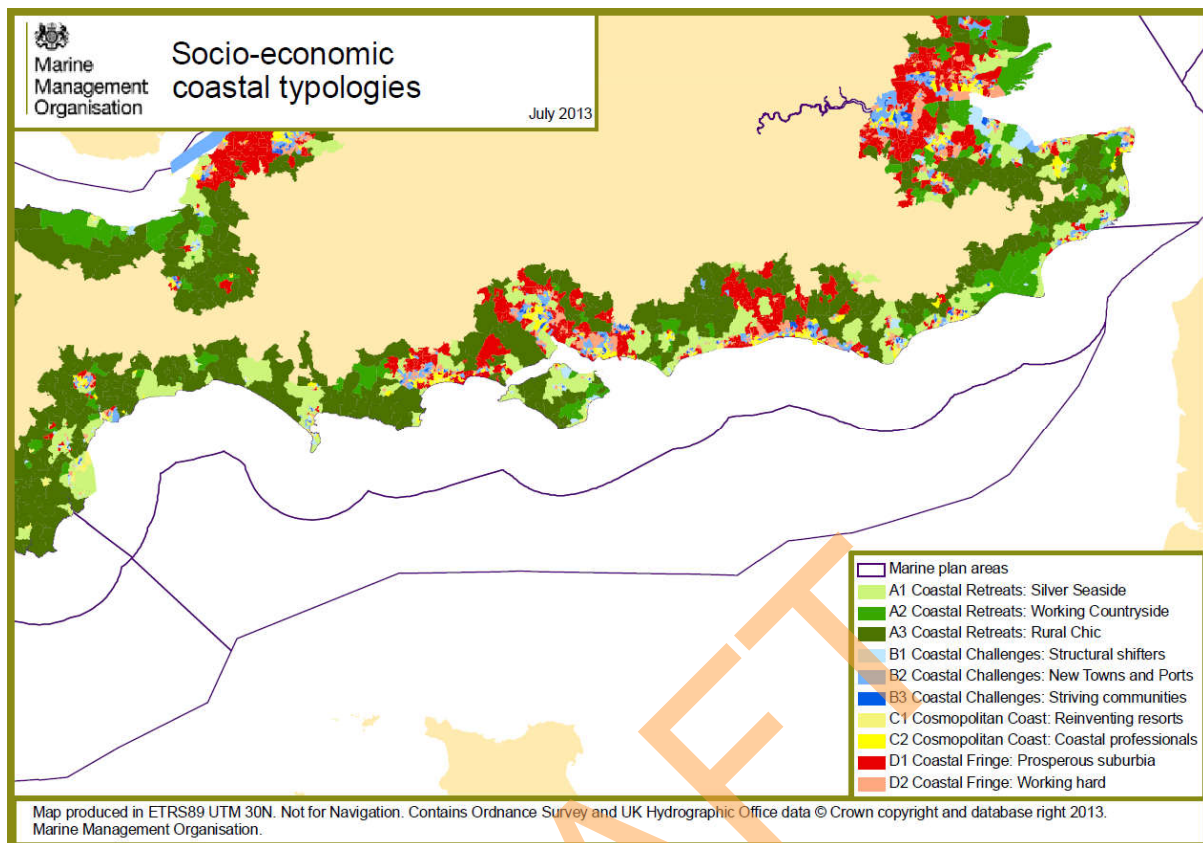 Marine
Management
Organisation
Socio-economic
coastal typologies
July 2013
Marine plan areas
A1 Coastal Retreats: Silver Seaside
A2 Coastal Retreats: Working Countryside
A3 Coastal Retreats: Rural Chic
B1 Coastal Challenges: Structural shifters
B2 Coastal Challenges: New Towns and Ports
B3 Coastal Challenges: Striving communities
C1 Cosmopolitan Coast: Reinventing resorts
C2 Cosmopolitan Coast: Coastal professionals
D1 Coastal Fringe: Prosperous suburbia
D2 Coastal Fringe: Working hard
Map produced in ETRS89 UTM 30N. Not for Navigation. Contains Ordnance Survey and UK Hydrographic Office data © Crown copyright and database right 2013.
Marine Management Organisation.
AFT